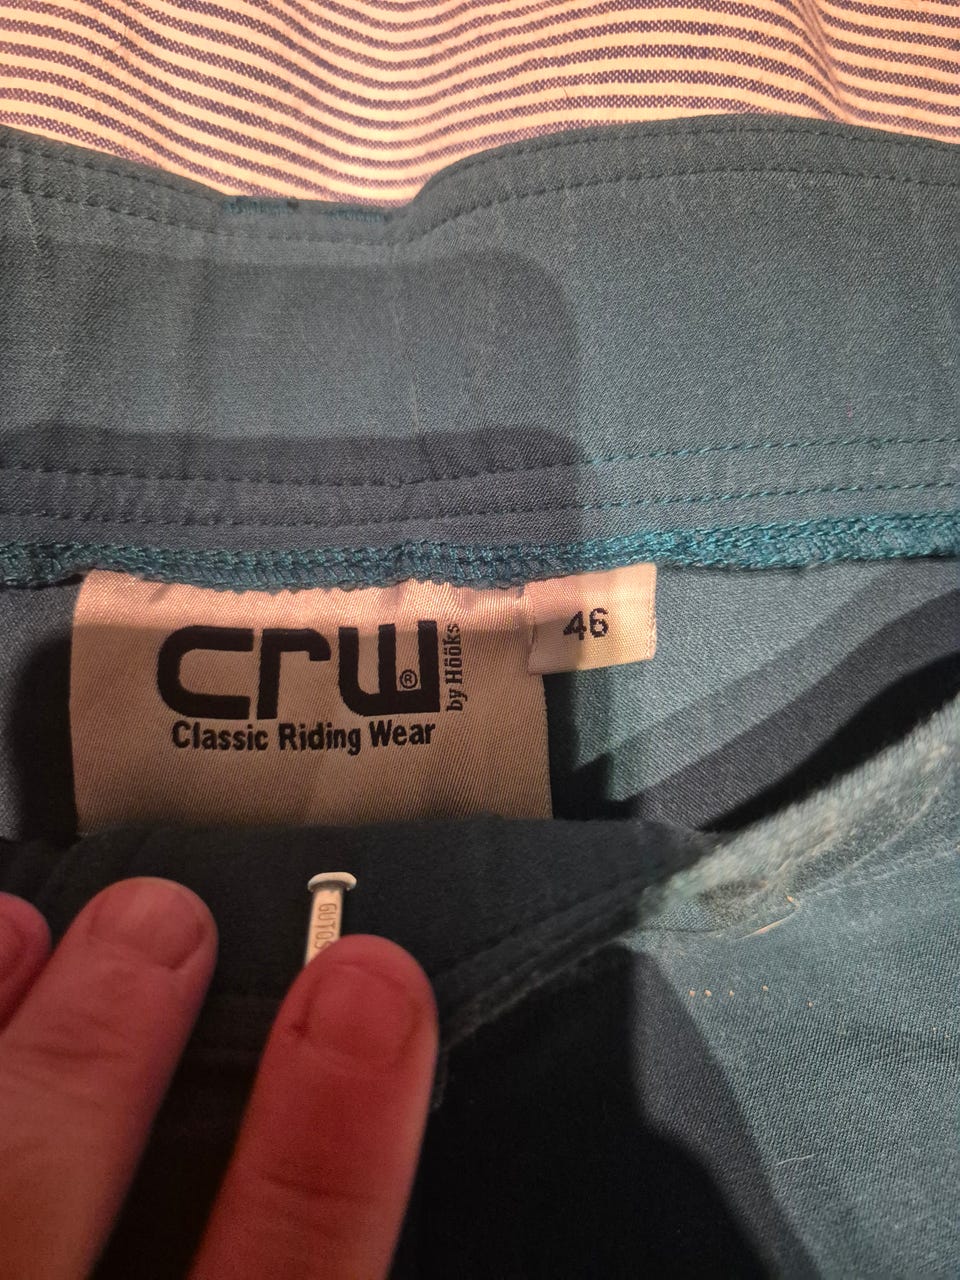 crw®
by Hööks
Classic Riding Wear
46